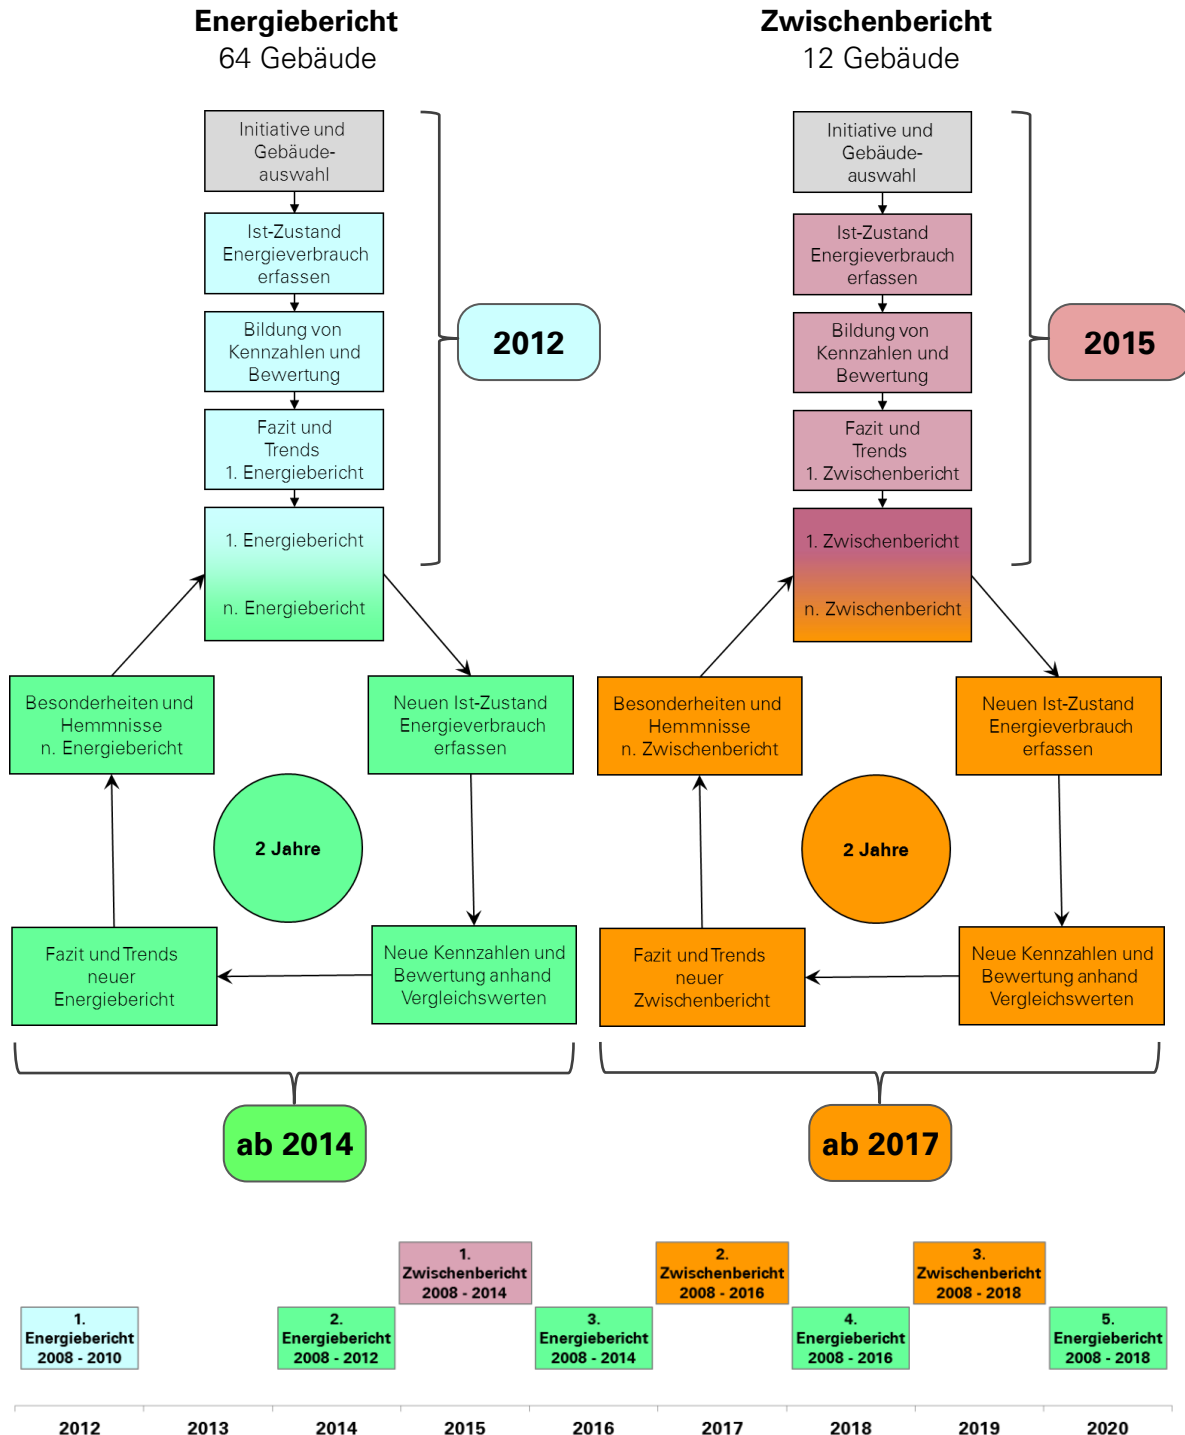 Energiebericht
64 Gebäude
Initiative und
Gebäude-
auswahl
Ist-Zustand
Energieverbrauch
erfassen
Bildung von
Kennzahlen und
Bewertung
Fazit und
Trends
1. Energiebericht
1. Energiebericht
n. Energiebericht
2012
Besonderheiten und
Hemmnisse
n. Energiebericht
Neuen Ist-Zustand
Energieverbrauch
erfassen
2 Jahre
Fazit und Trends
neuer
Energiebericht
Neue Kennzahlen und
Bewertung anhand
Vergleichswerten
ab 2014
Zwischenbericht
12 Gebäude
Initiative und
Gebäude-
auswahl
Ist-Zustand
Energieverbrauch
erfassen
Bildung von
Kennzahlen und
Bewertung
Fazit und
Trends
1. Zwischenbericht
1. Zwischenbericht
n. Zwischenbericht
2015
Besonderheiten und
Hemmnisse
n. Zwischenbericht
Neuen Ist-Zustand
Energieverbrauch
erfassen
2 Jahre
Fazit und Trends
neuer
Zwischenbericht
Neue Kennzahlen und
Bewertung anhand
Vergleichswerten
ab 2017
1.
Zwischenbericht
2008 - 2014
2.
Zwischenbericht
2008 - 2016
3.
Zwischenbericht
2008 - 2018
1.
Energiebericht
2008 - 2010
2.
Energiebericht
2008 - 2012
3.
Energiebericht
2008 - 2014
4.
Energiebericht
2008 - 2016
5.
Energiebericht
2008 - 2018
2012 2013 2014 2015 2016 2017 2018 2019 2020